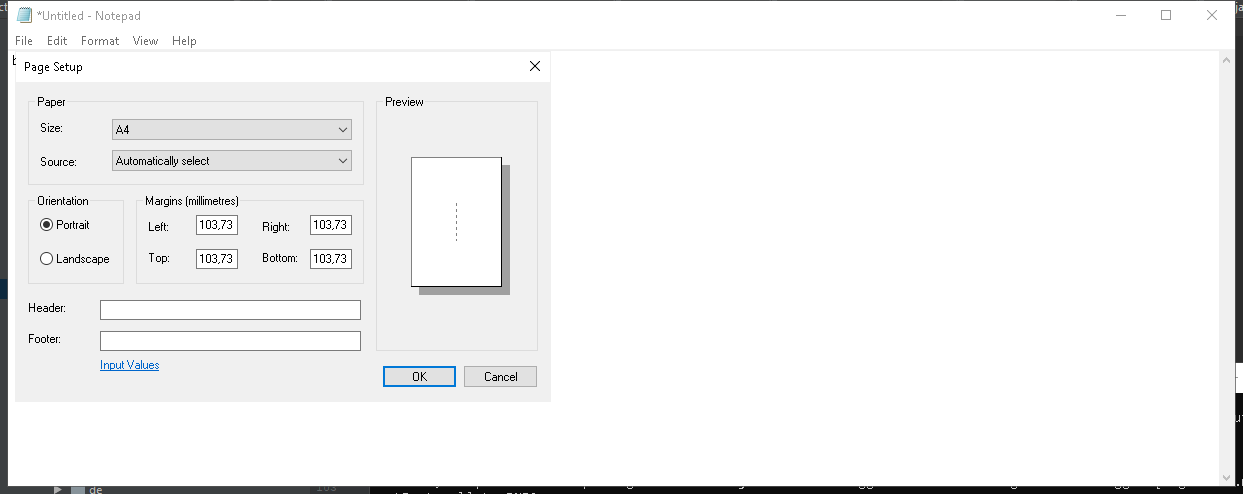 *Untitled - Notepad
File Edit Format View Help
Page Setup
Paper
Size: A4
Source: Automatically select
Orientation
Portrait
Landscape
Margins (millimetres)
Left: 103,73 Right: 103,73
Top: 103,73 Bottom: 103,73
Header:
Footer:
Input Values
Preview
OK Cancel
de